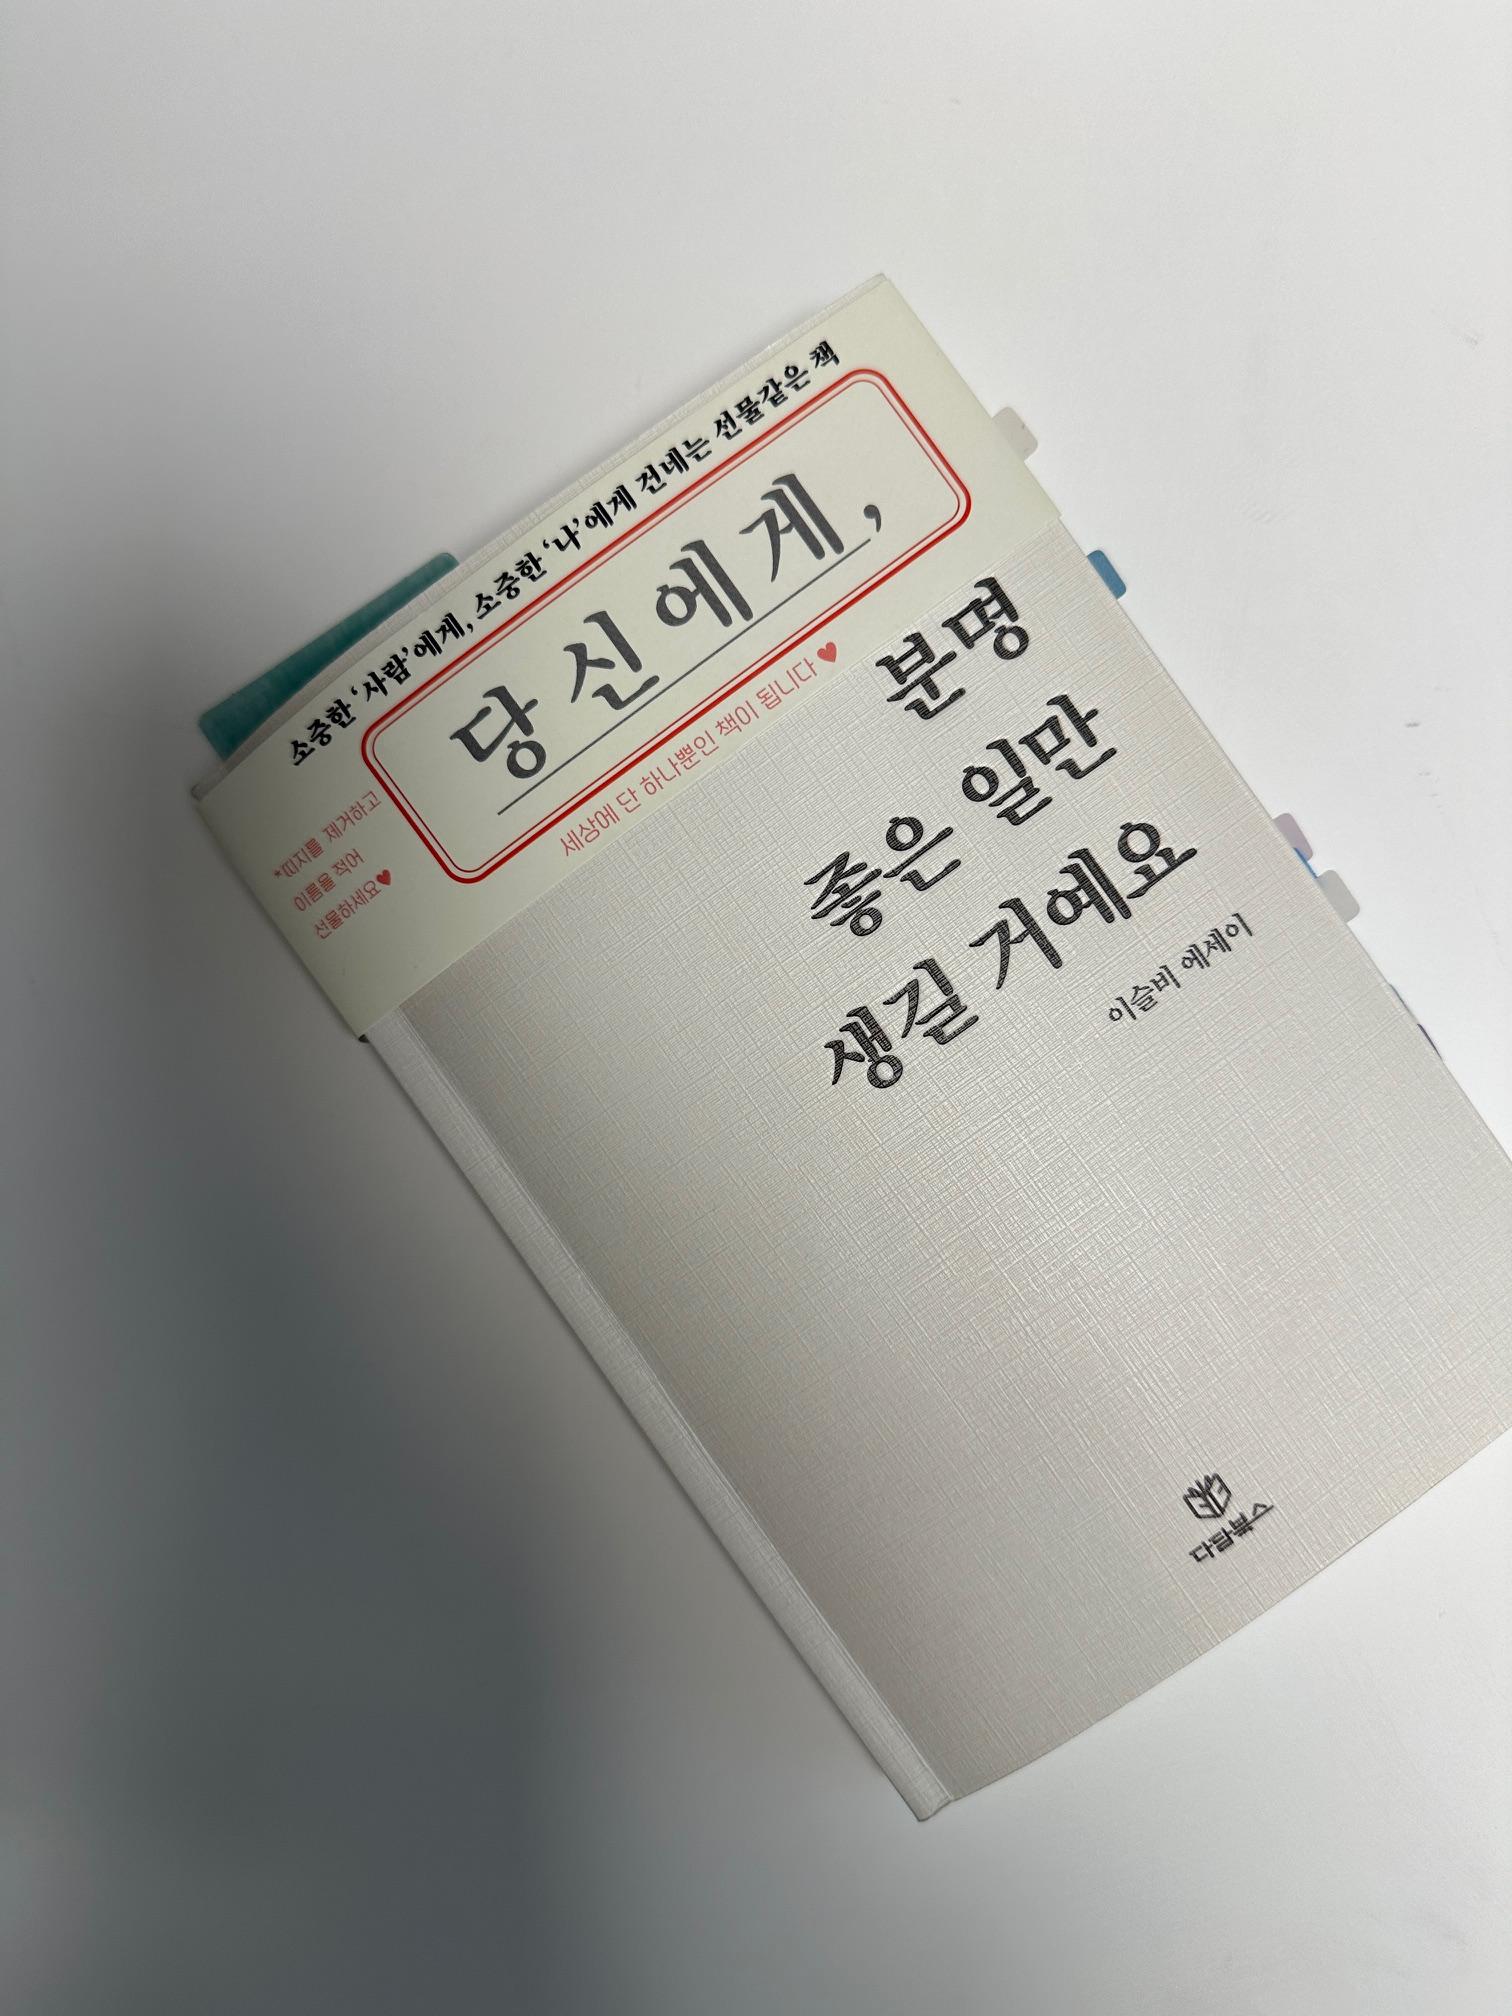 소중한 '사람'에게, 소중한 '나'에게 건네는 선물같은 책
당신에게,
*띠지를 제거하고
이름을 적어
선물하세요♥
세상에 단 하나뿐인 책이 됩니다 ♥
분명
좋은 일만
생길 거예요
이슬비 에세이
다담북스